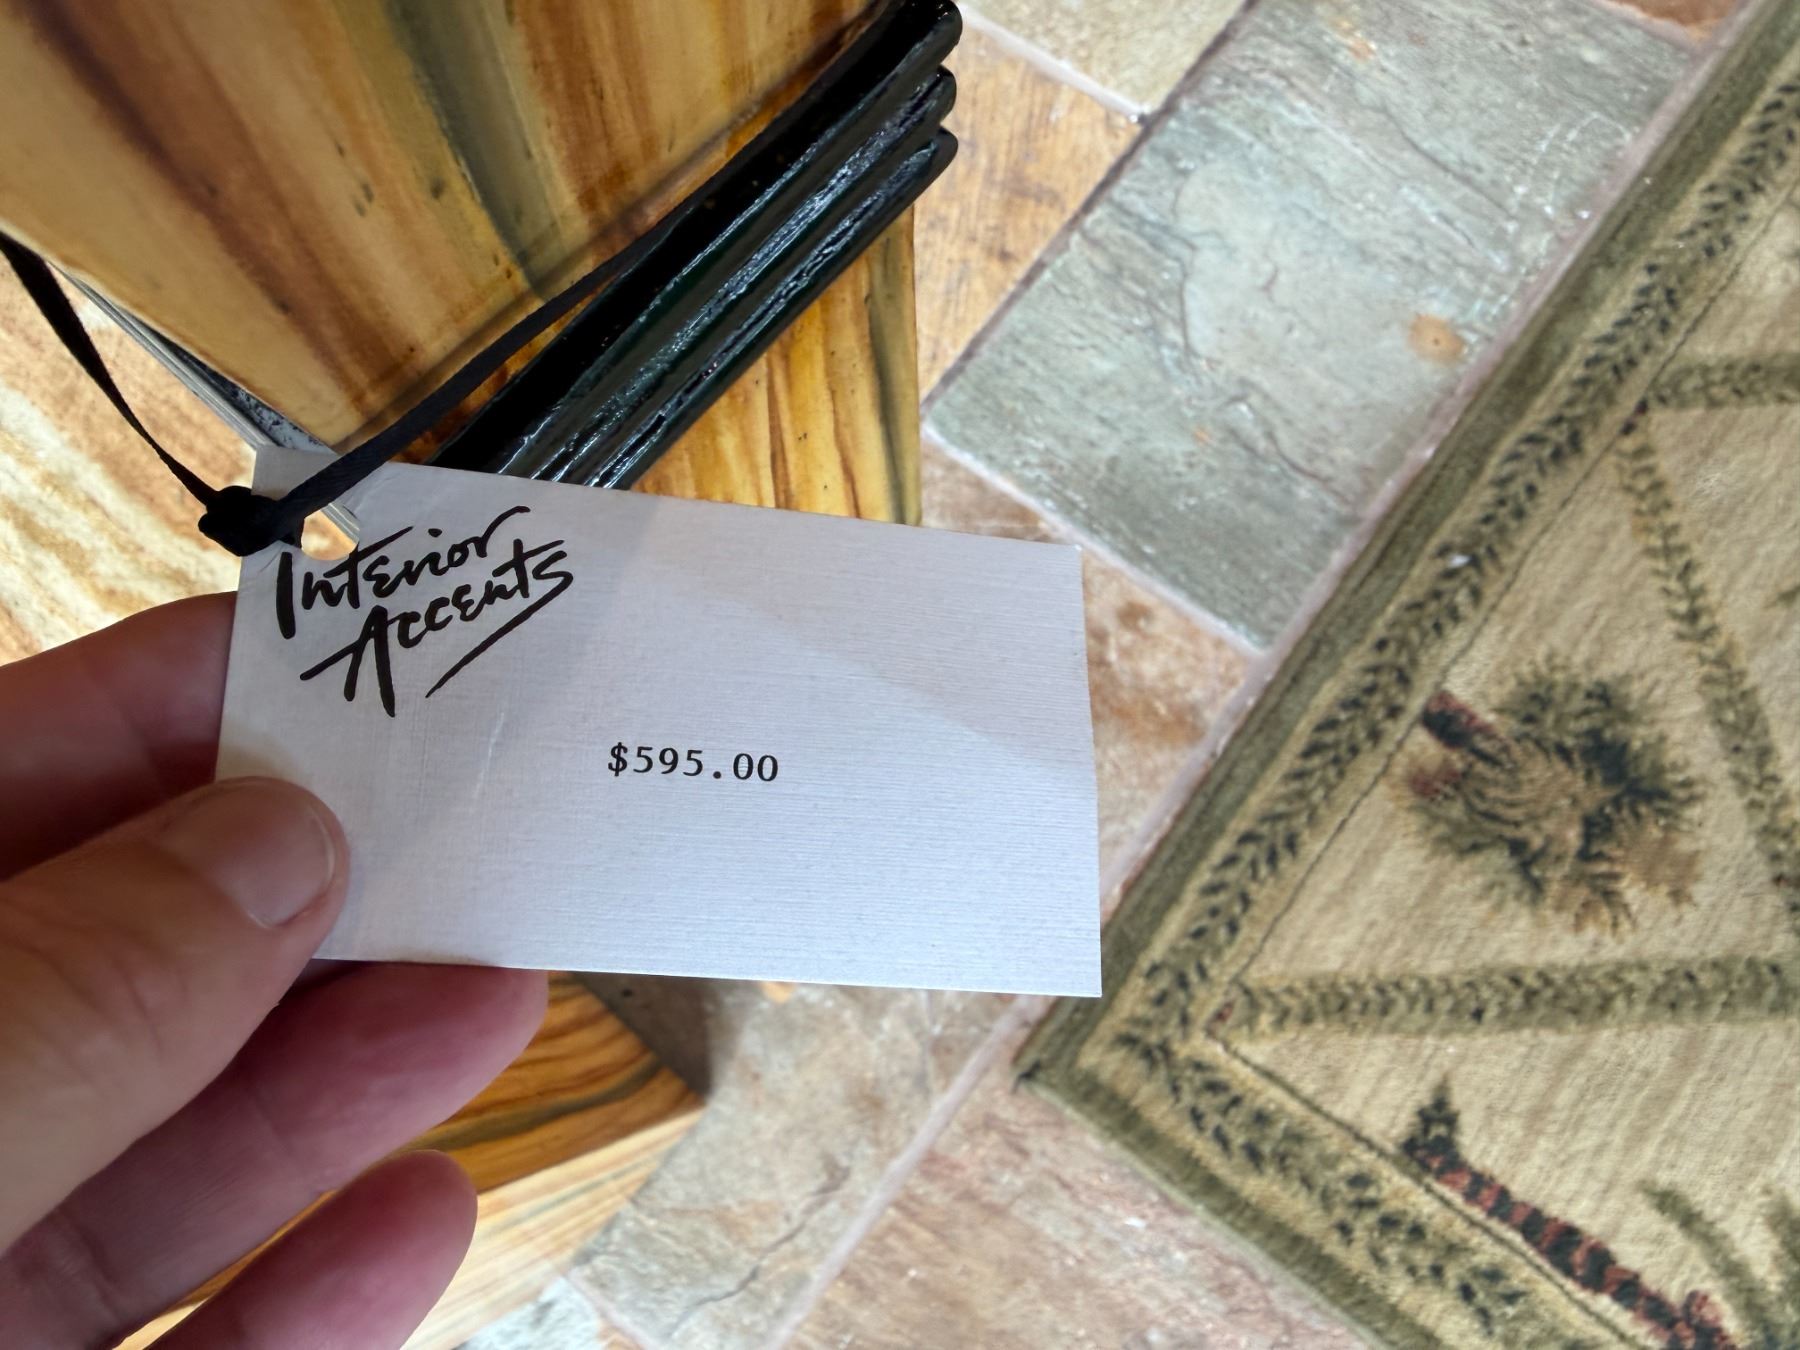 Interior
Accents
$595.00